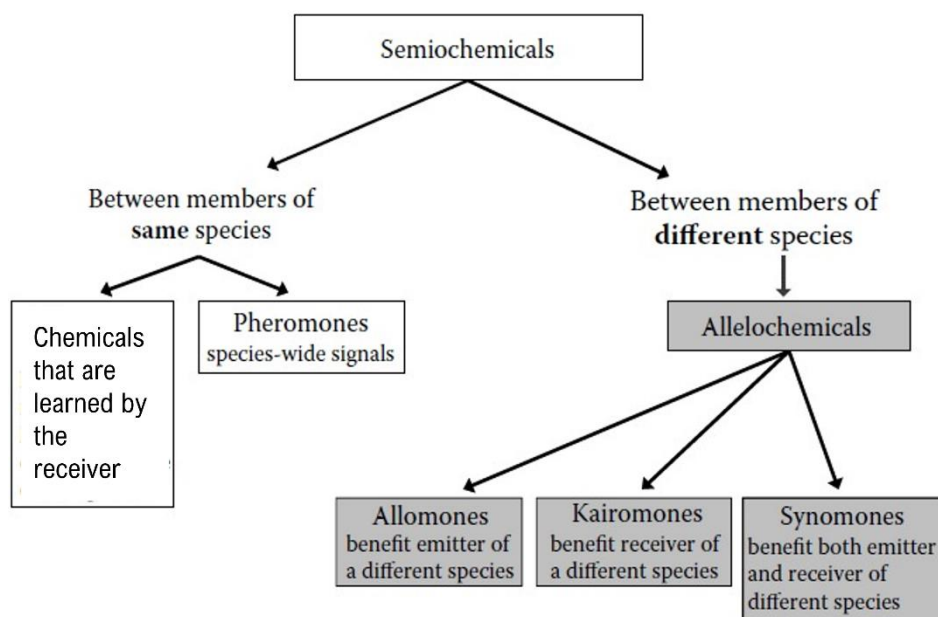 Semiochemicals
Between members of
same species
Between members of
different species
Chemicals
that are
learned by
the
receiver
Pheromones
species-wide signals
Allelochemicals
Allomones
benefit emitter of
a different species
Kairomones
benefit receiver of
a different species
Synomones
benefit both emitter
and receiver of
different species